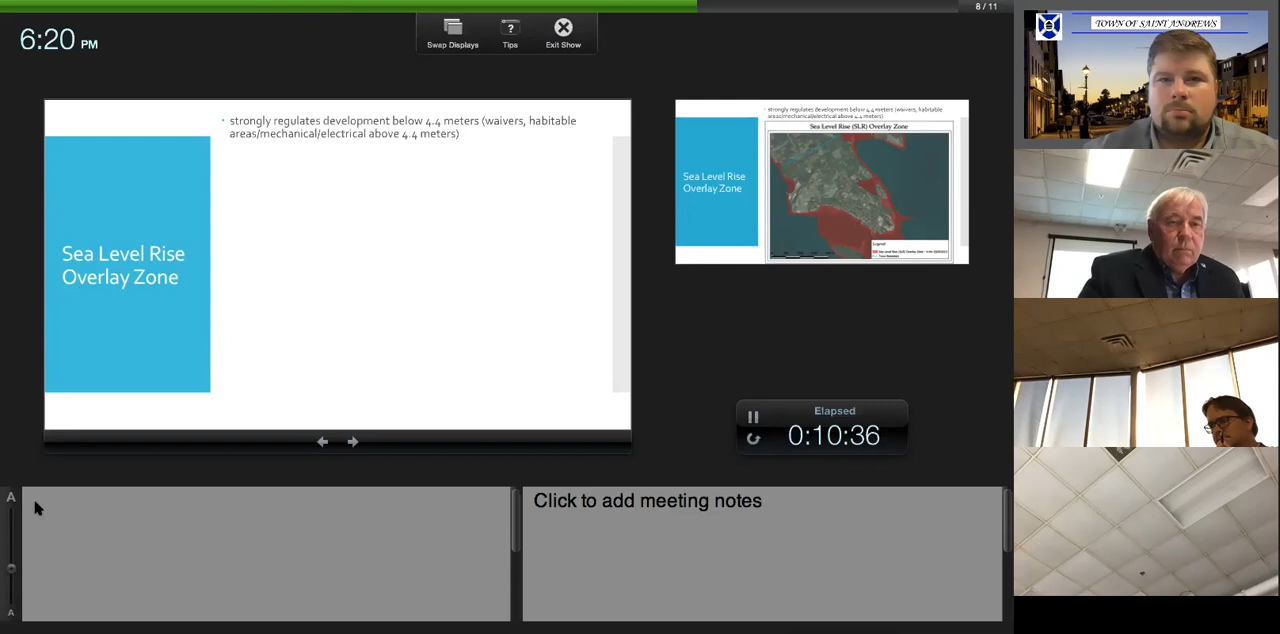 8 / 11
6:20 PM
Swap Displays
Tips
Exit Show
TOWN OF SAINT ANDREWS
strongly regulates development below 4.4 meters (waivers, habitable
areas/mechanical/electrical above 4.4 meters)
Sea Level Rise
Overlay Zone
strongly regulates development below 4.4 meters (waivers, habitable
areas/mechanical/electrical above 4.4 meters)
Sea Level Rise (SLR) Overlay Zone
Sea Level Rise
Overlay Zone
Legend
Elapsed
0:10:36
A
A
Click to add meeting notes